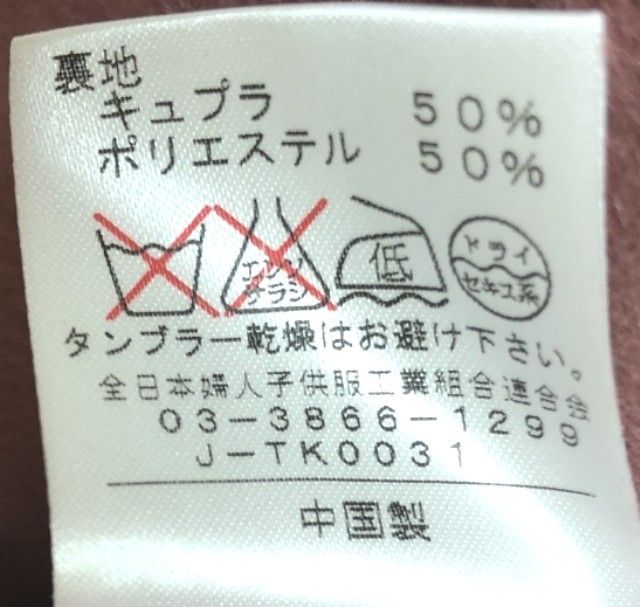 裏地
キュプラ 50%
ポリエステル 50%
エンソ
サラシ
低
ドライ
セキユ系
タンブラー乾燥はお避け下さい。
全日本婦人子供服工業組合連合会
03-3866-1299
J-TK0031
中国製